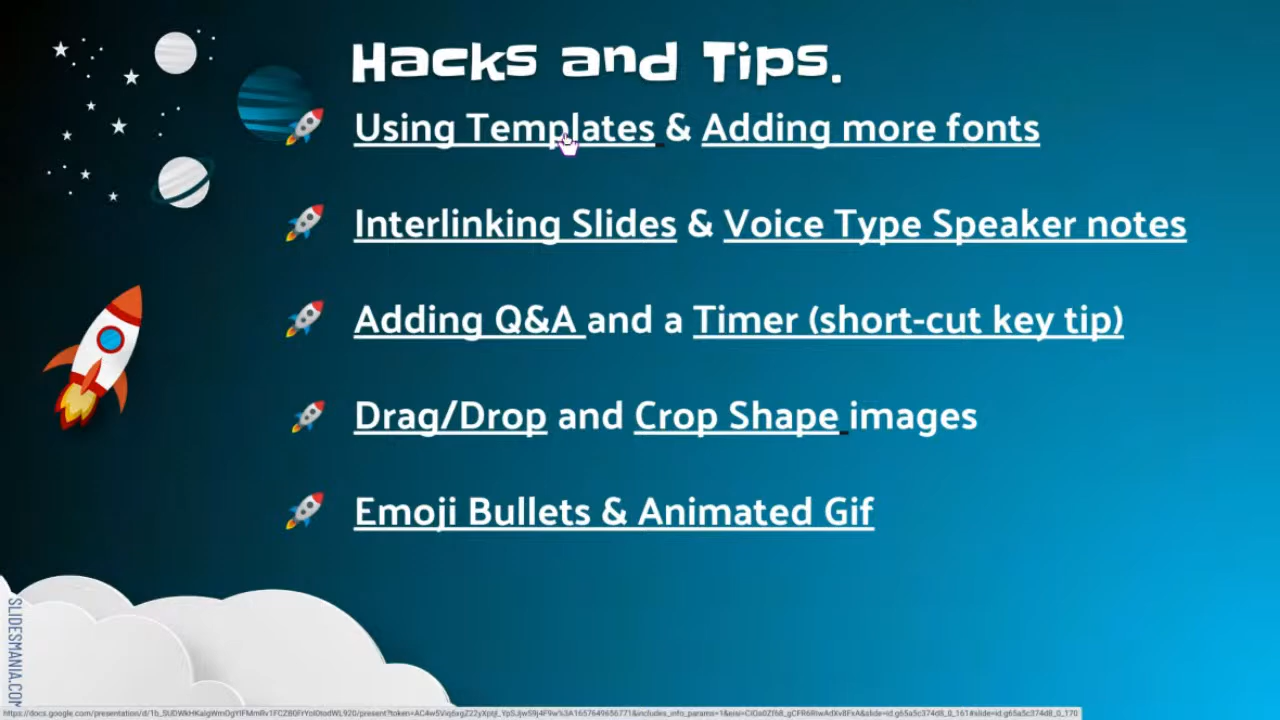 Hacks and Tips.
Using Templates & Adding more fonts
Interlinking Slides & Voice Type Speaker notes
Adding Q&A and a Timer (short-cut key tip)
Drag/Drop and Crop Shape images
Emoji Bullets & Animated Gif
SLIDESMANIA.COM